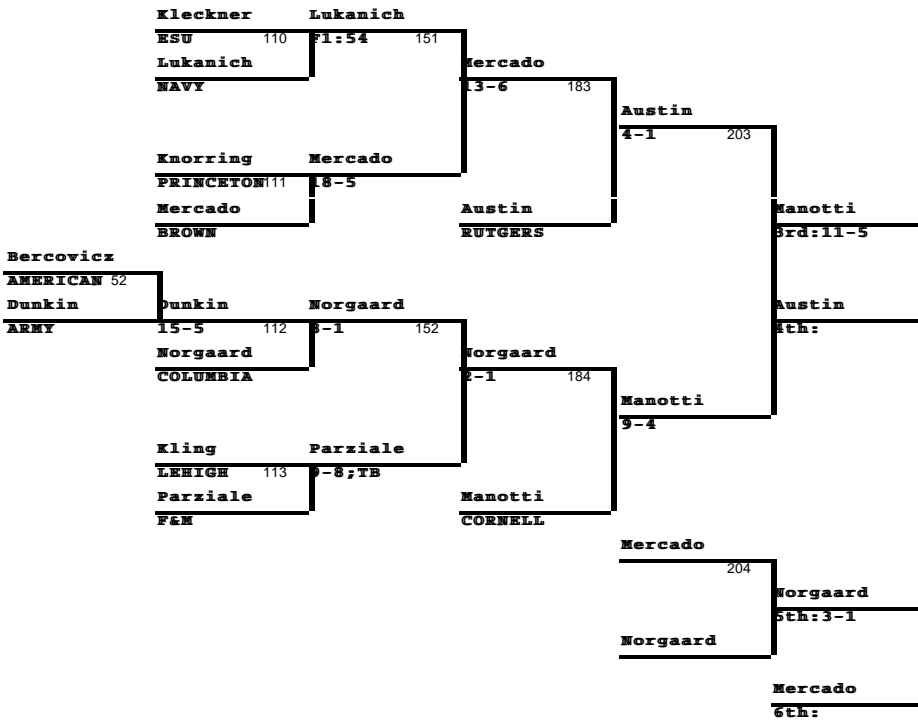 Kleckner Lukanich
ESU 110 F1:54 151
Lukanich Mercado
NAVY 13-6 183
Austin
4-1 203
Knorring Mercado
PRINCETON 111 18-5
Mercado Austin Manotti
BROWN RUTGERS 3rd:11-5
Bercovicz
AMERICAN 52
Dunkin Dunkin Norgaard Austin
ARMY 15-5 112 8-1 152 4th:
Norgaard Norgaard
COLUMBIA 2-1 184
Manotti
9-4
Kling Parziale
LEHIGH 113 9-8;TB
Parziale Manotti
F&M CORNELL
Mercado
204
Norgaard
5th:3-1
Norgaard
Mercado
6th: